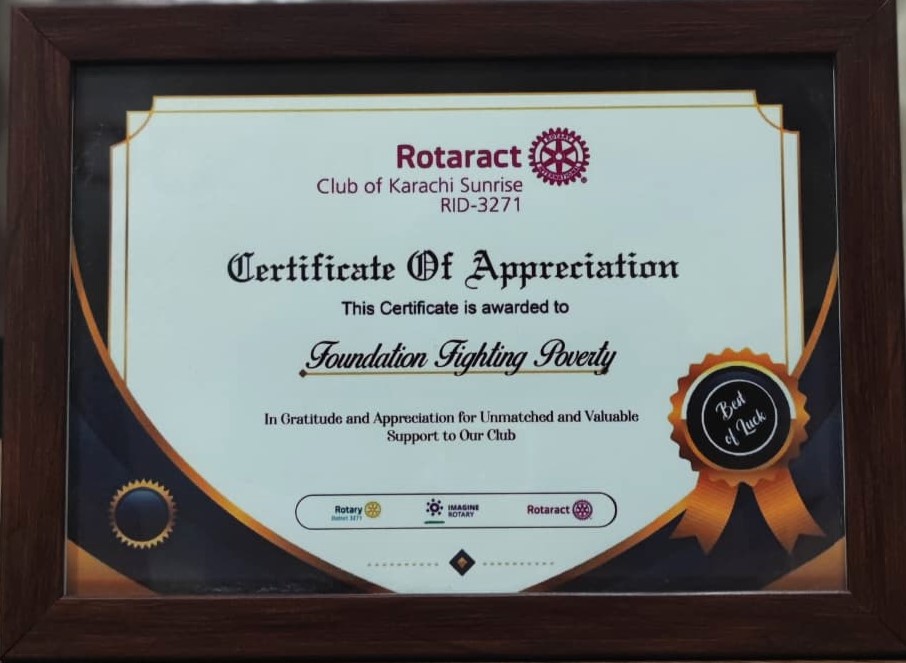 Rotaract
Club of Karachi Sunrise
RID-3271
Certificate Of Appreciation
This Certificate is awarded to
Foundation Fighting Poverty
In Gratitude and Appreciation for Unmatched and Valuable
Support to Our Club
Best
of Luck
Rotary
District 3271
IMAGINE
ROTARY
Rotaract
ROTARY
INTERNATIONAL